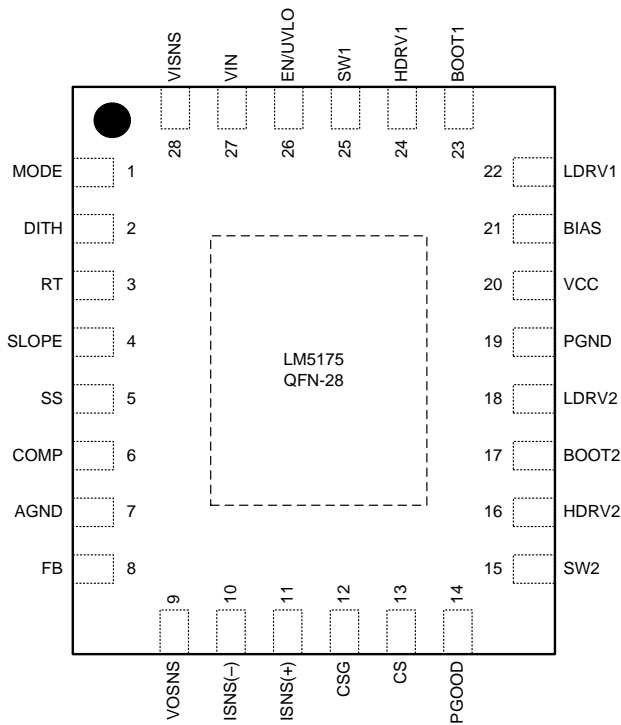 VISNS
VIN
EN/UVLO
SW1
HDRV1
BOOT1
28
27
26
25
24
23
MODE 1
22 LDRV1
DITH 2
21 BIAS
RT 3
20 VCC
SLOPE 4
19 PGND
LM5175
QFN-28
SS 5
18 LDRV2
COMP 6
17 BOOT2
AGND 7
16 HDRV2
FB 8
15 SW2
9
10
11
12
13
14
VOSNS
ISNS(–)
ISNS(+)
CSG
CS
PGOOD